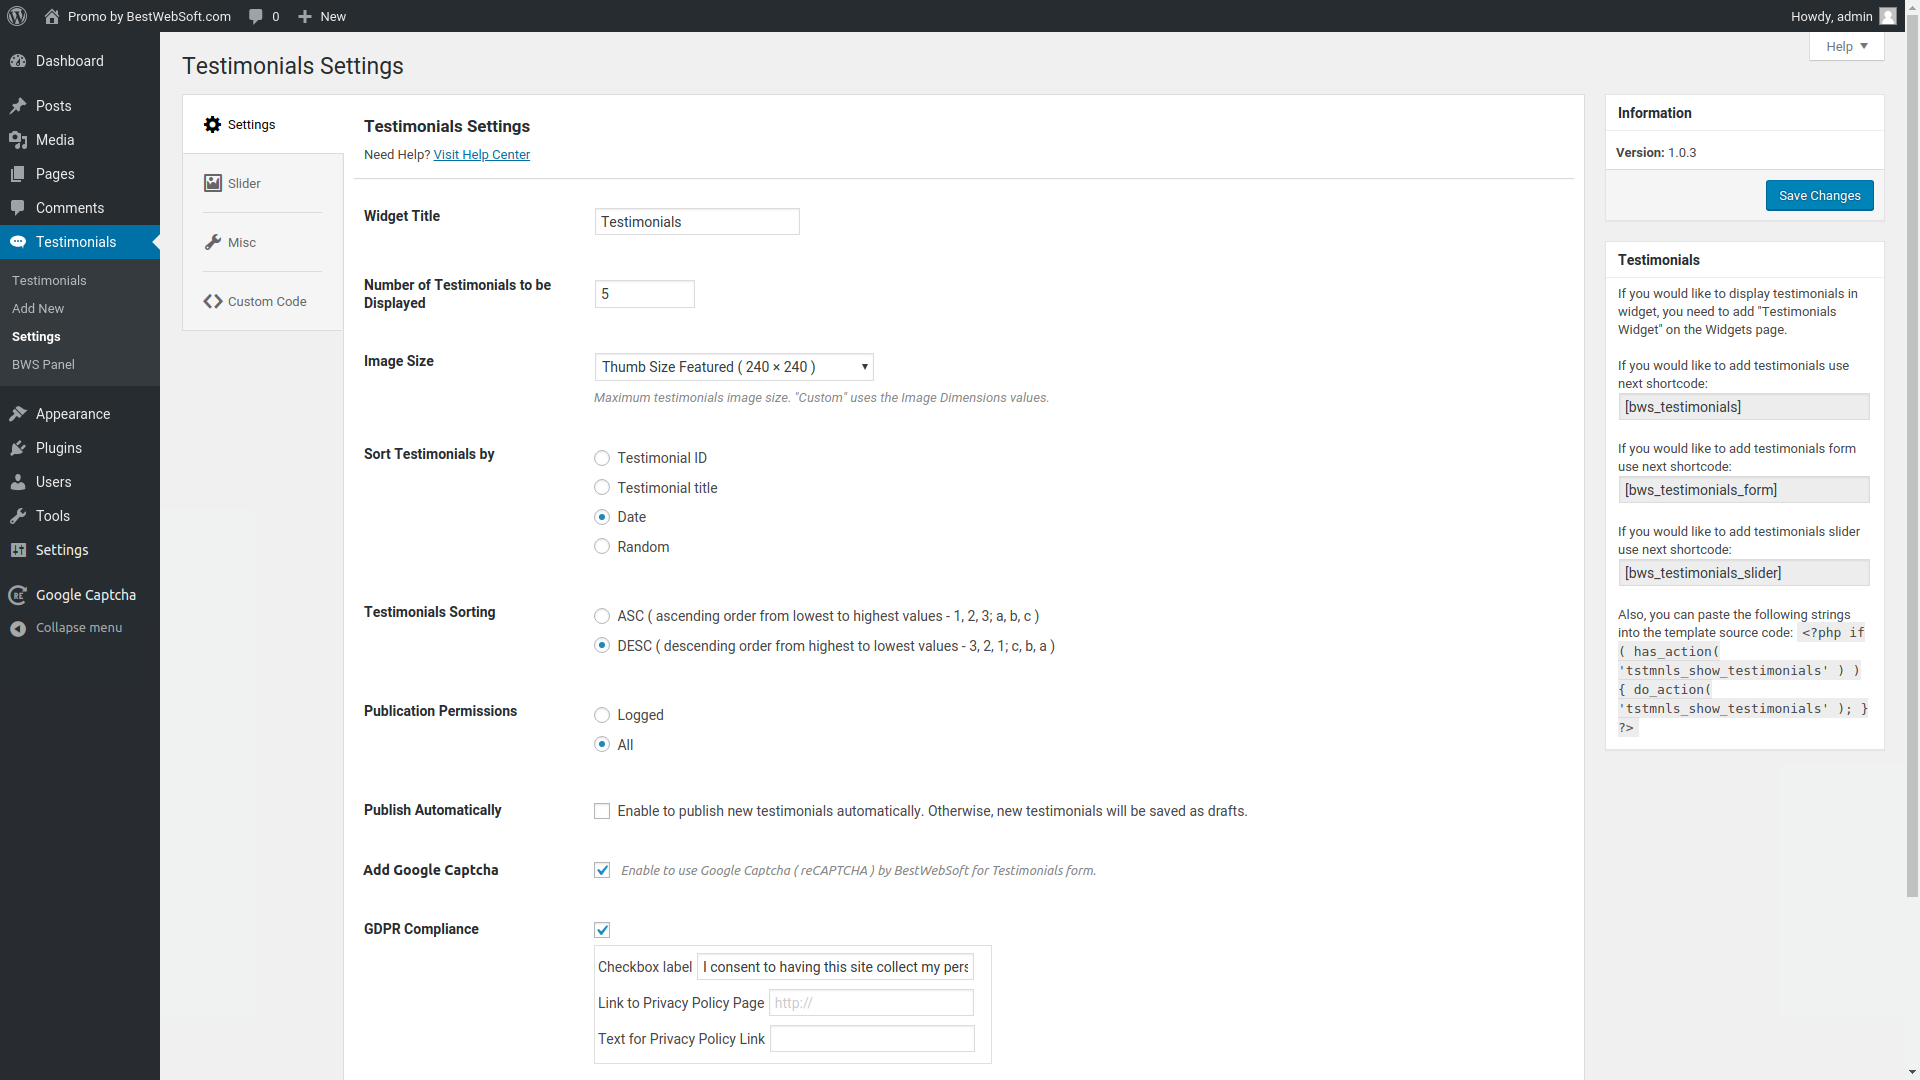 Promo by BestWebSoft.com
0
New
Howdy, admin
Help
Dashboard
Posts
Media
Pages
Comments
Testimonials
Testimonials
Add New
Settings
BWS Panel
Appearance
Plugins
Users
Tools
Settings
Google Captcha
Collapse menu
Testimonials Settings
Settings
Slider
Misc
Custom Code
Testimonials Settings
Need Help? Visit Help Center
Widget Title
Testimonials
Number of Testimonials to be
Displayed
5
Image Size
Thumb Size Featured ( 240 × 240 )
Maximum testimonials image size. "Custom" uses the Image Dimensions values.
Sort Testimonials by
Testimonial ID
Testimonial title
Date
Random
Testimonials Sorting
ASC ( ascending order from lowest to highest values - 1, 2, 3; a, b, c )
DESC ( descending order from highest to lowest values - 3, 2, 1; c, b, a )
Publication Permissions
Logged
All
Publish Automatically
Enable to publish new testimonials automatically. Otherwise, new testimonials will be saved as drafts.
Add Google Captcha
Enable to use Google Captcha ( reCAPTCHA ) by BestWebSoft for Testimonials form.
GDPR Compliance
Checkbox label
I consent to having this site collect my pers
Link to Privacy Policy Page
http://
Text for Privacy Policy Link
Information
Version: 1.0.3
Save Changes
Testimonials
If you would like to display testimonials in
widget, you need to add "Testimonials
Widget" on the Widgets page.
If you would like to add testimonials use
next shortcode:
[bws_testimonials]
If you would like to add testimonials form
use next shortcode:
[bws_testimonials_form]
If you would like to add testimonials slider
use next shortcode:
[bws_testimonials_slider]
Also, you can paste the following strings
into the template source code: <?php if
( has_action(
'tstmnls_show_testimonials' ) )
{ do_action(
'tstmnls_show_testimonials' ); }
?>